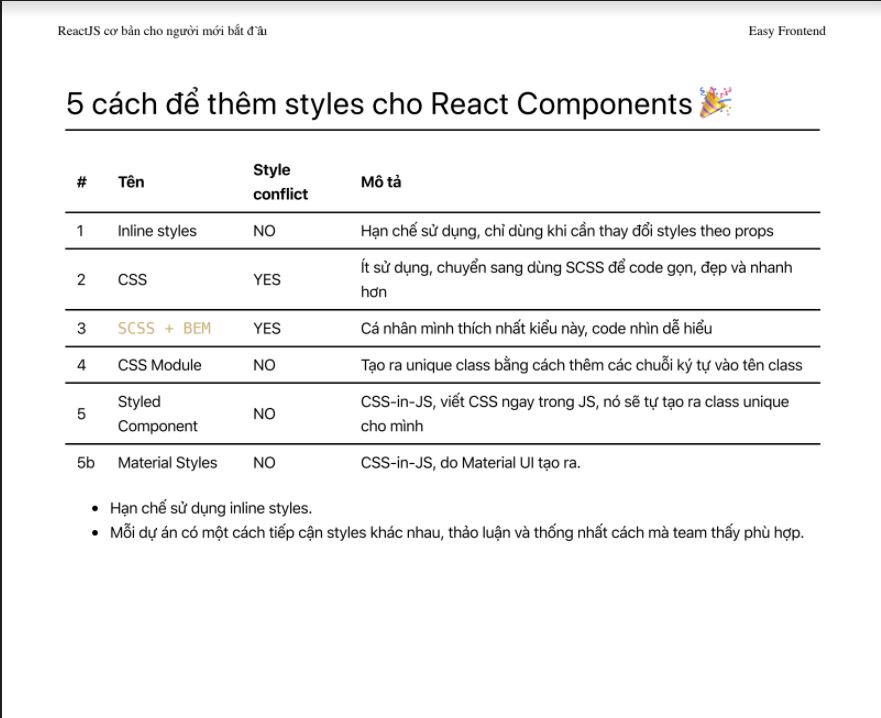 ReactJS cơ bản cho người mới bắt đầu
Easy Frontend
5 cách để thêm styles cho React Components 🎉
# Tên Style conflict Mô tả
1 Inline styles NO Hạn chế sử dụng, chỉ dùng khi cần thay đổi styles theo props
2 CSS YES Ít sử dụng, chuyển sang dùng SCSS để code gọn, đẹp và nhanh
hơn
3 SCSS + BEM YES Cá nhân mình thích nhất kiểu này, code nhìn dễ hiểu
4 CSS Module NO Tạo ra unique class bằng cách thêm các chuỗi ký tự vào tên class
5 Styled Component NO CSS-in-JS, viết CSS ngay trong JS, nó sẽ tự tạo ra class unique
cho mình
5b Material Styles NO CSS-in-JS, do Material UI tạo ra.
• Hạn chế sử dụng inline styles.
• Mỗi dự án có một cách tiếp cận styles khác nhau, thảo luận và thống nhất cách mà team thấy phù hợp.